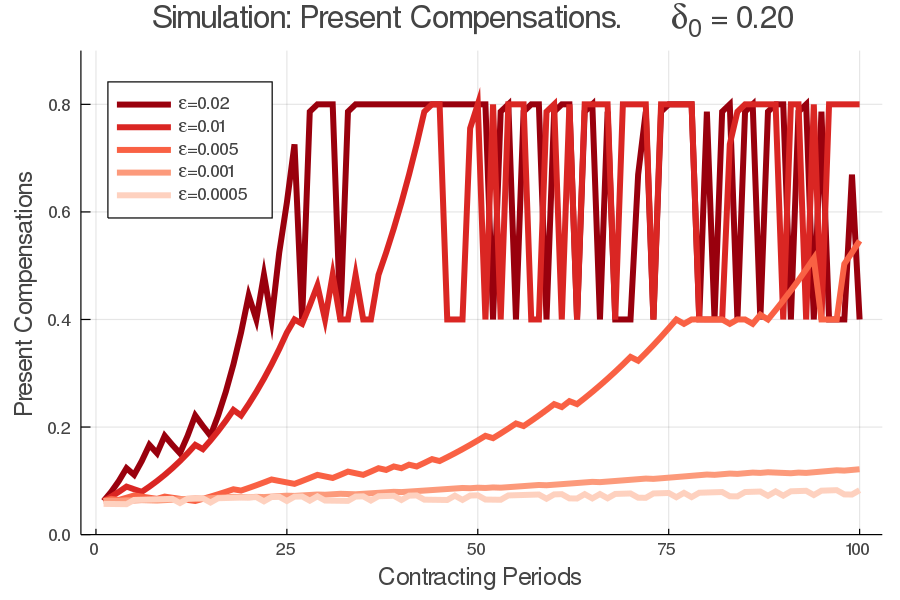 Simulation: Present Compensations. δ0 = 0.20
ε=0.02
ε=0.01
ε=0.005
ε=0.001
ε=0.0005
Present Compensations
0.8
0.6
0.4
0.2
0.0
0 25 50 75 100
Contracting Periods